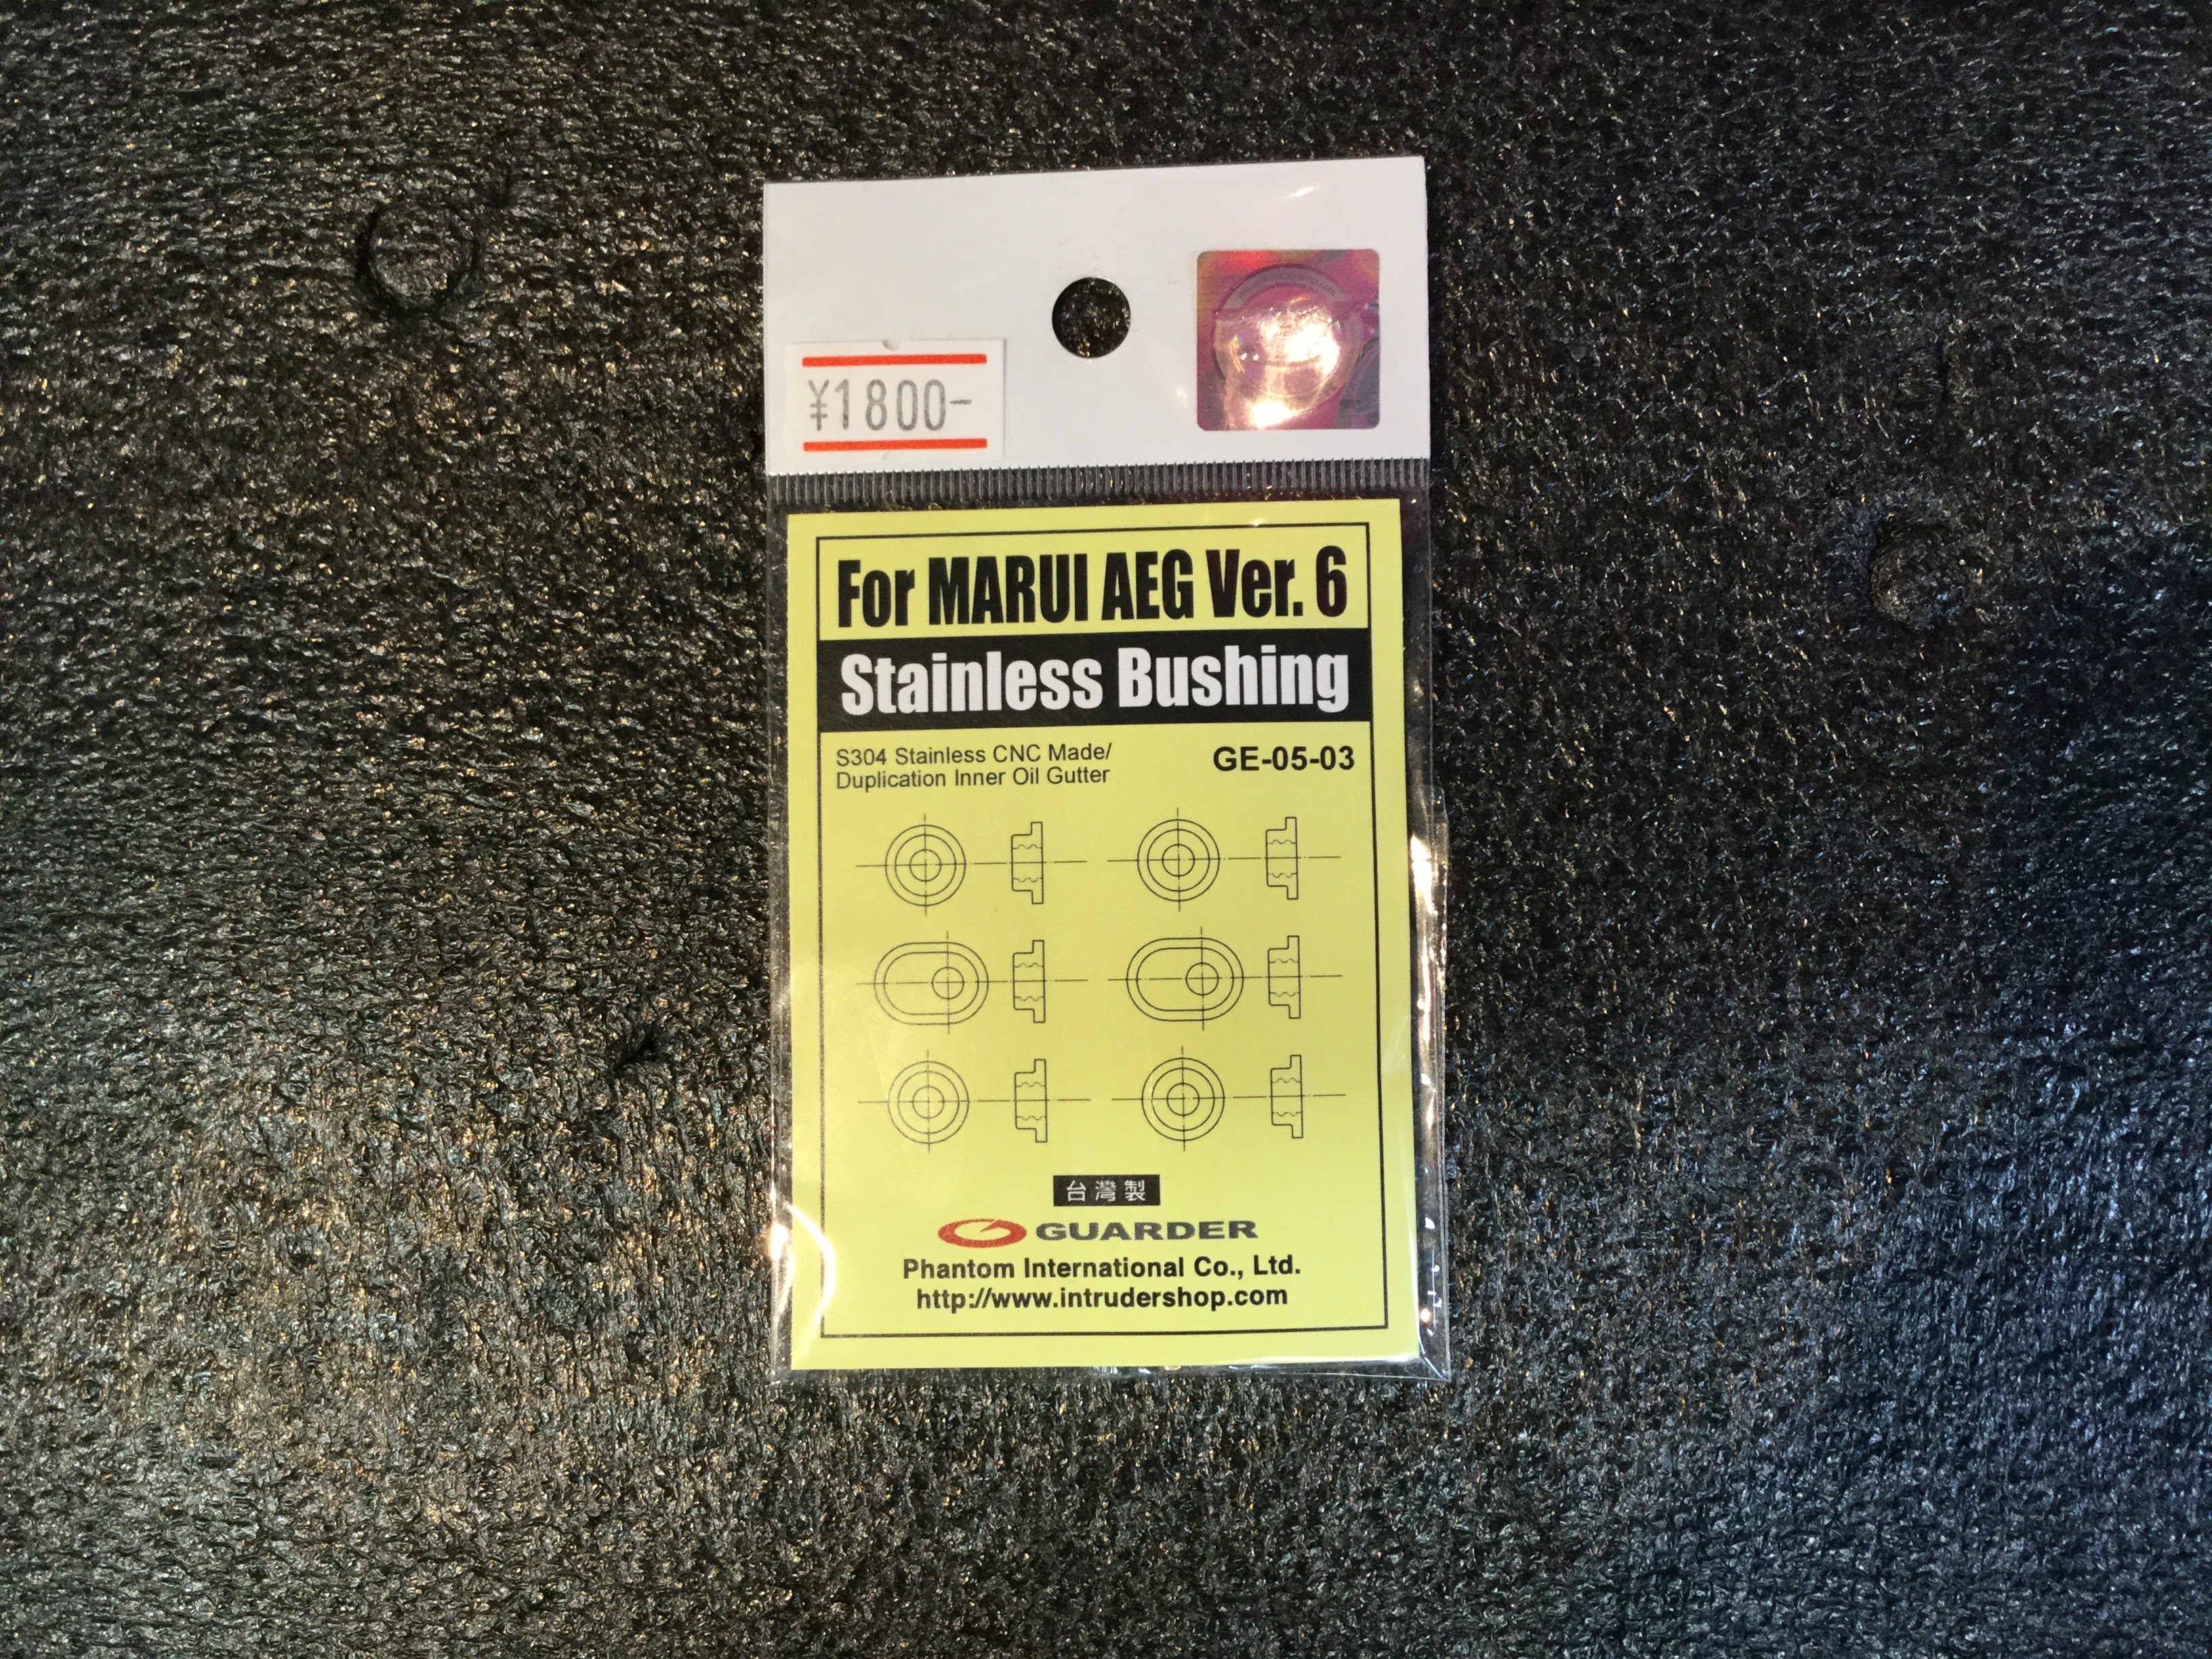 ¥1800-
For MARUI AEG Ver. 6
Stainless Bushing
S304 Stainless CNC Made/
Duplication Inner Oil Gutter
GE-05-03
台灣製
GUARDER
Phantom International Co., Ltd.
http://www.intrudershop.com